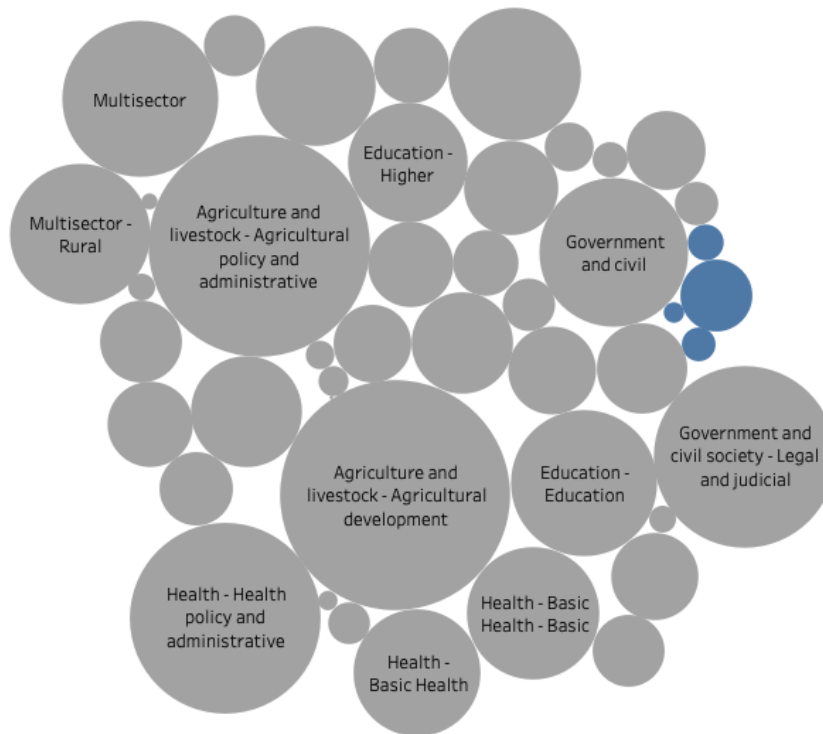 Multisector
Education -
Higher
Multisector -
Rural
Agriculture and
livestock - Agricultural
policy and
administrative
Government
and civil
Agriculture and
livestock - Agricultural
development
Education -
Education
Government and
civil society - Legal
and judicial
Health - Health
policy and
administrative
Health - Basic
Health - Basic
Health -
Basic Health